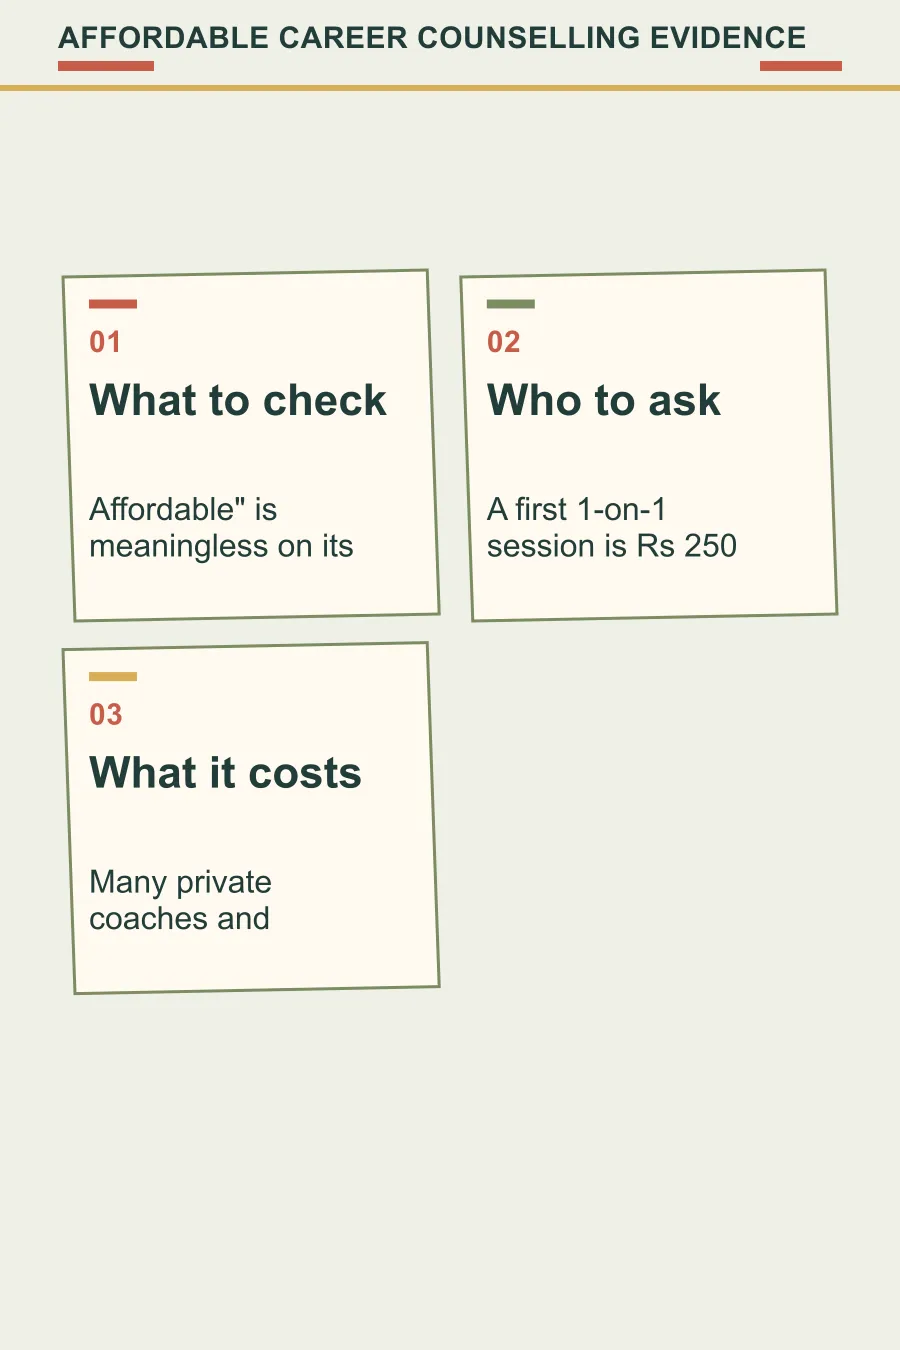 AFFORDABLE CAREER COUNSELLING EVIDENCE
01
What to check
Affordable" is
meaningless on its
02
Who to ask
A first 1-on-1
session is Rs 250
03
What it costs
Many private
coaches and